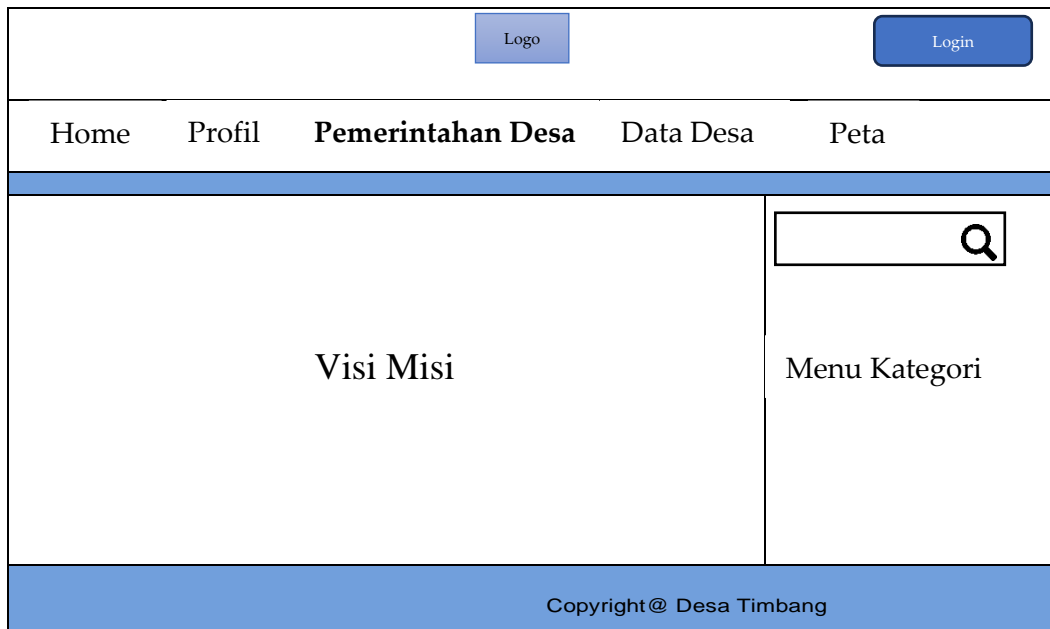 Logo
Login
Home Profil Pemerintahan Desa Data Desa Peta
Visi Misi
Menu Kategori
Copyright@ Desa Timbang